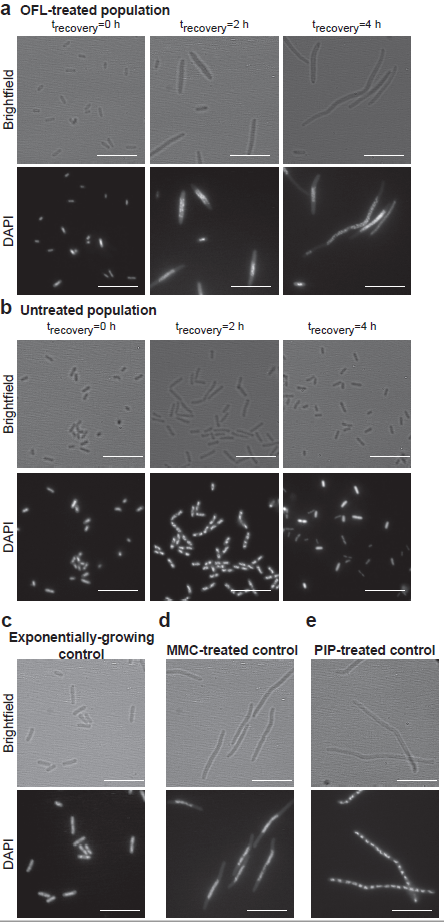 a OFL-treated population
trecovery=0 h trecovery=2 h trecovery=4 h
Brightfield
DAPI
b Untreated population
trecovery=0 h trecovery=2 h trecovery=4 h
Brightfield
DAPI
c d e
Exponentially-growing
control MMC-treated control PIP-treated control
Brightfield
DAPI